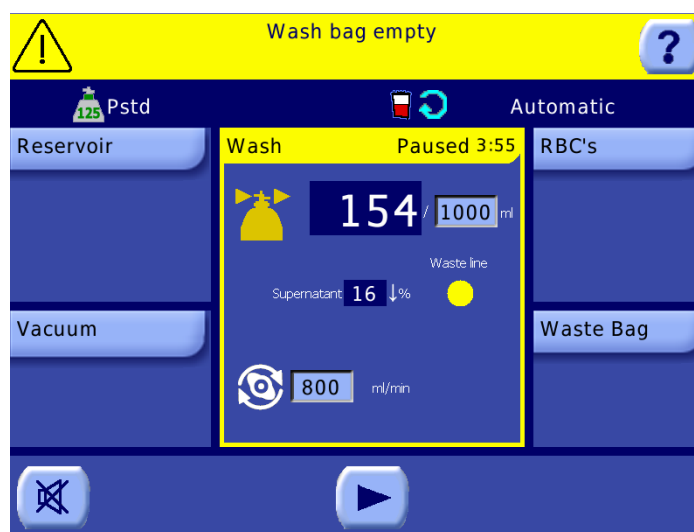 Wash bag empty
?
125 Pstd Automatic
Reservoir
Wash Paused 3:55
RBC's
154 / 1000 ml
Waste line
Supernatant 16 ↓%
Vacuum
Waste Bag
800 ml/min